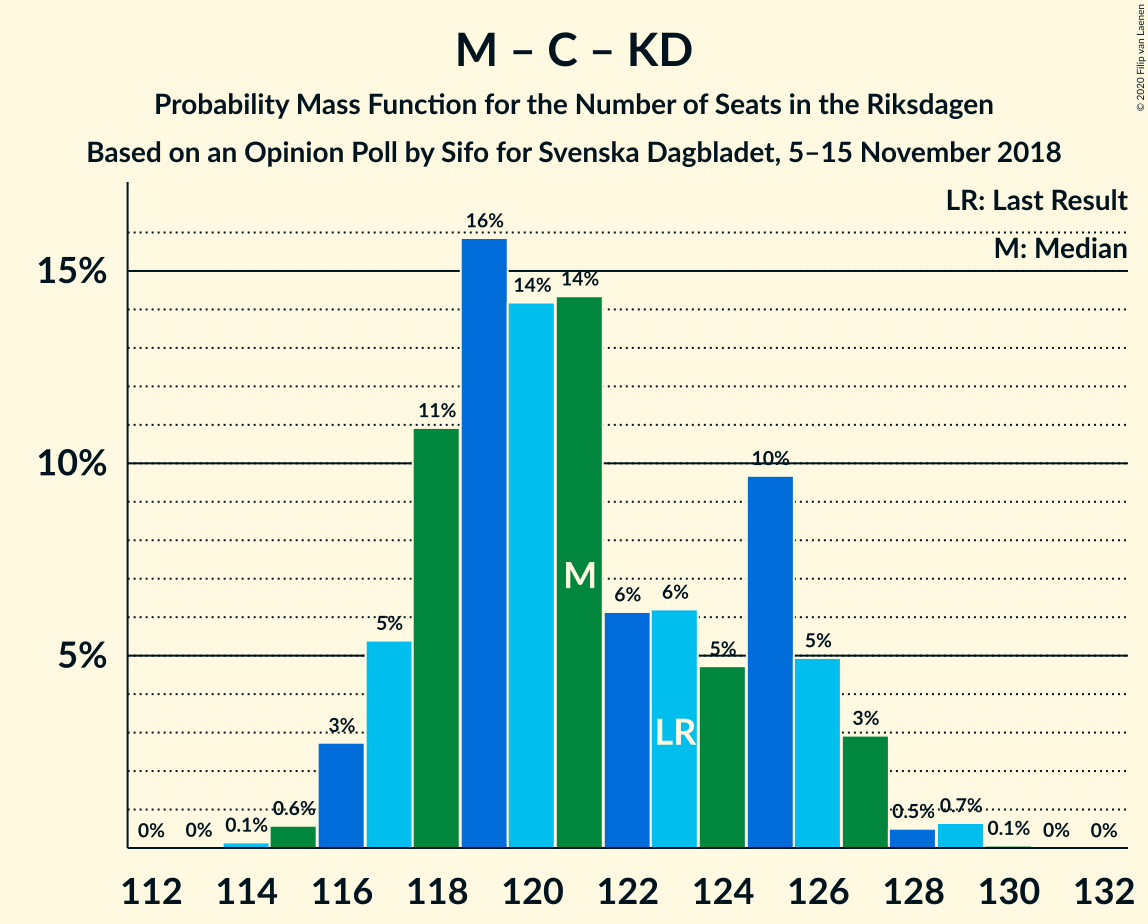 M – C – KD
Probability Mass Function for the Number of Seats in the Riksdagen
Based on an Opinion Poll by Sifo for Svenska Dagbladet, 5–15 November 2018
© 2020 Filip van Laenen
LR: Last Result
M: Median
15%
10%
5%
0% 0% 0.1% 0.6% 3% 5% 11% 16% 14% 14% 6% 6% 5% 10% 5% 3% 0.5% 0.7% 0.1% 0% 0%
M
LR
112 114 116 118 120 122 124 126 128 130 132